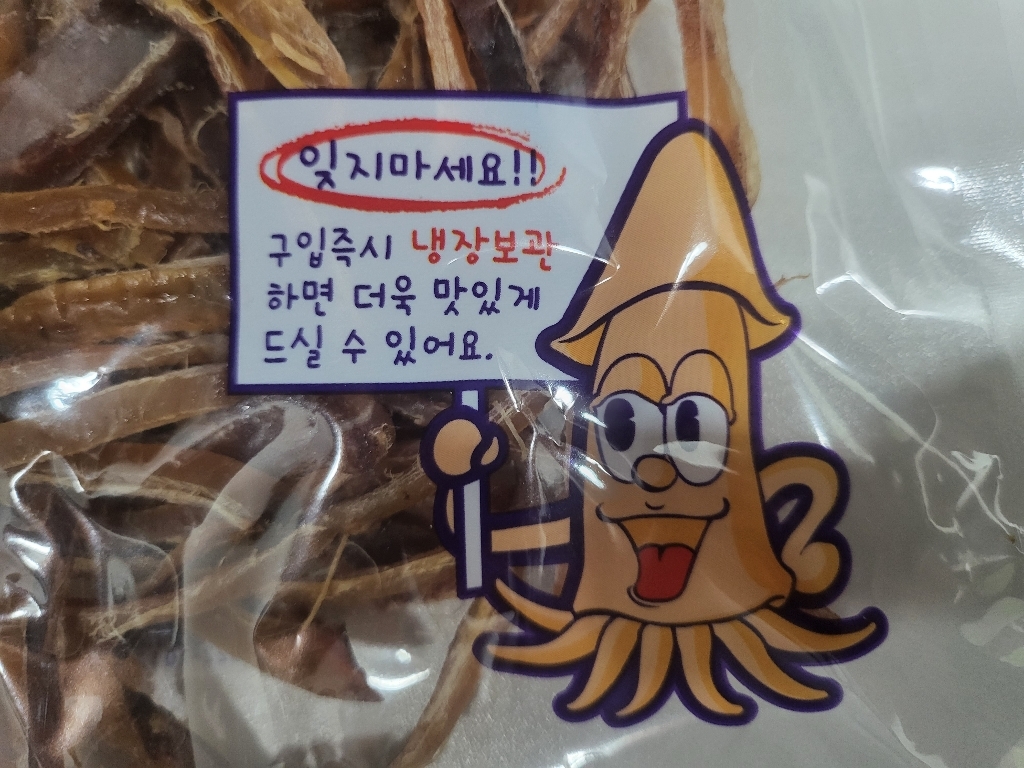 잊지마세요!!
구입즉시 냉장보관
하면 더욱 맛있게
드실 수 있어요.